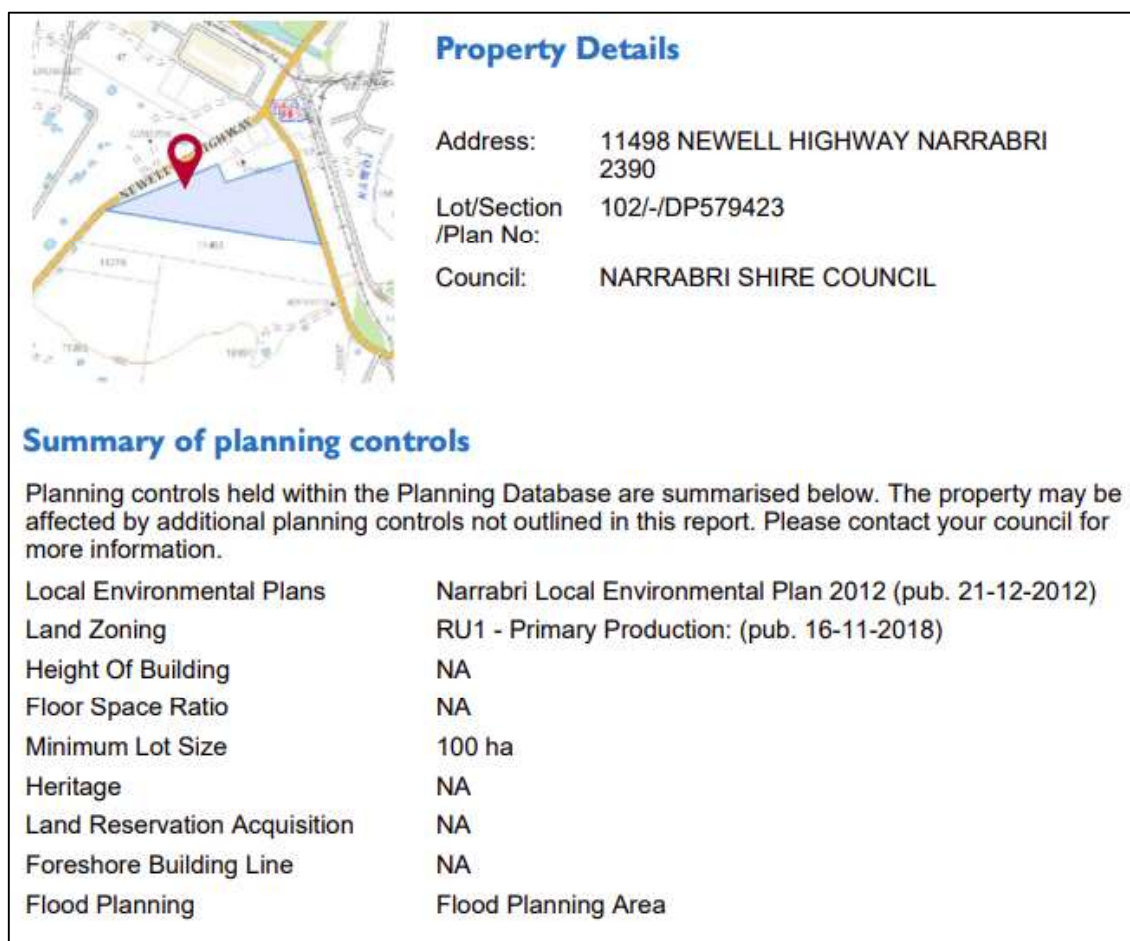 NEWELL HIGHWAY
Property Details
Address: 11498 NEWELL HIGHWAY NARRABRI
2390
Lot/Section 102/-/DP579423
/Plan No:
Council: NARRABRI SHIRE COUNCIL
Summary of planning controls
Planning controls held within the Planning Database are summarised below. The property may be
affected by additional planning controls not outlined in this report. Please contact your council for
more information.
Local Environmental Plans Narrabri Local Environmental Plan 2012 (pub. 21-12-2012)
Land Zoning RU1 - Primary Production: (pub. 16-11-2018)
Height Of Building NA
Floor Space Ratio NA
Minimum Lot Size 100 ha
Heritage NA
Land Reservation Acquisition NA
Foreshore Building Line NA
Flood Planning Flood Planning Area